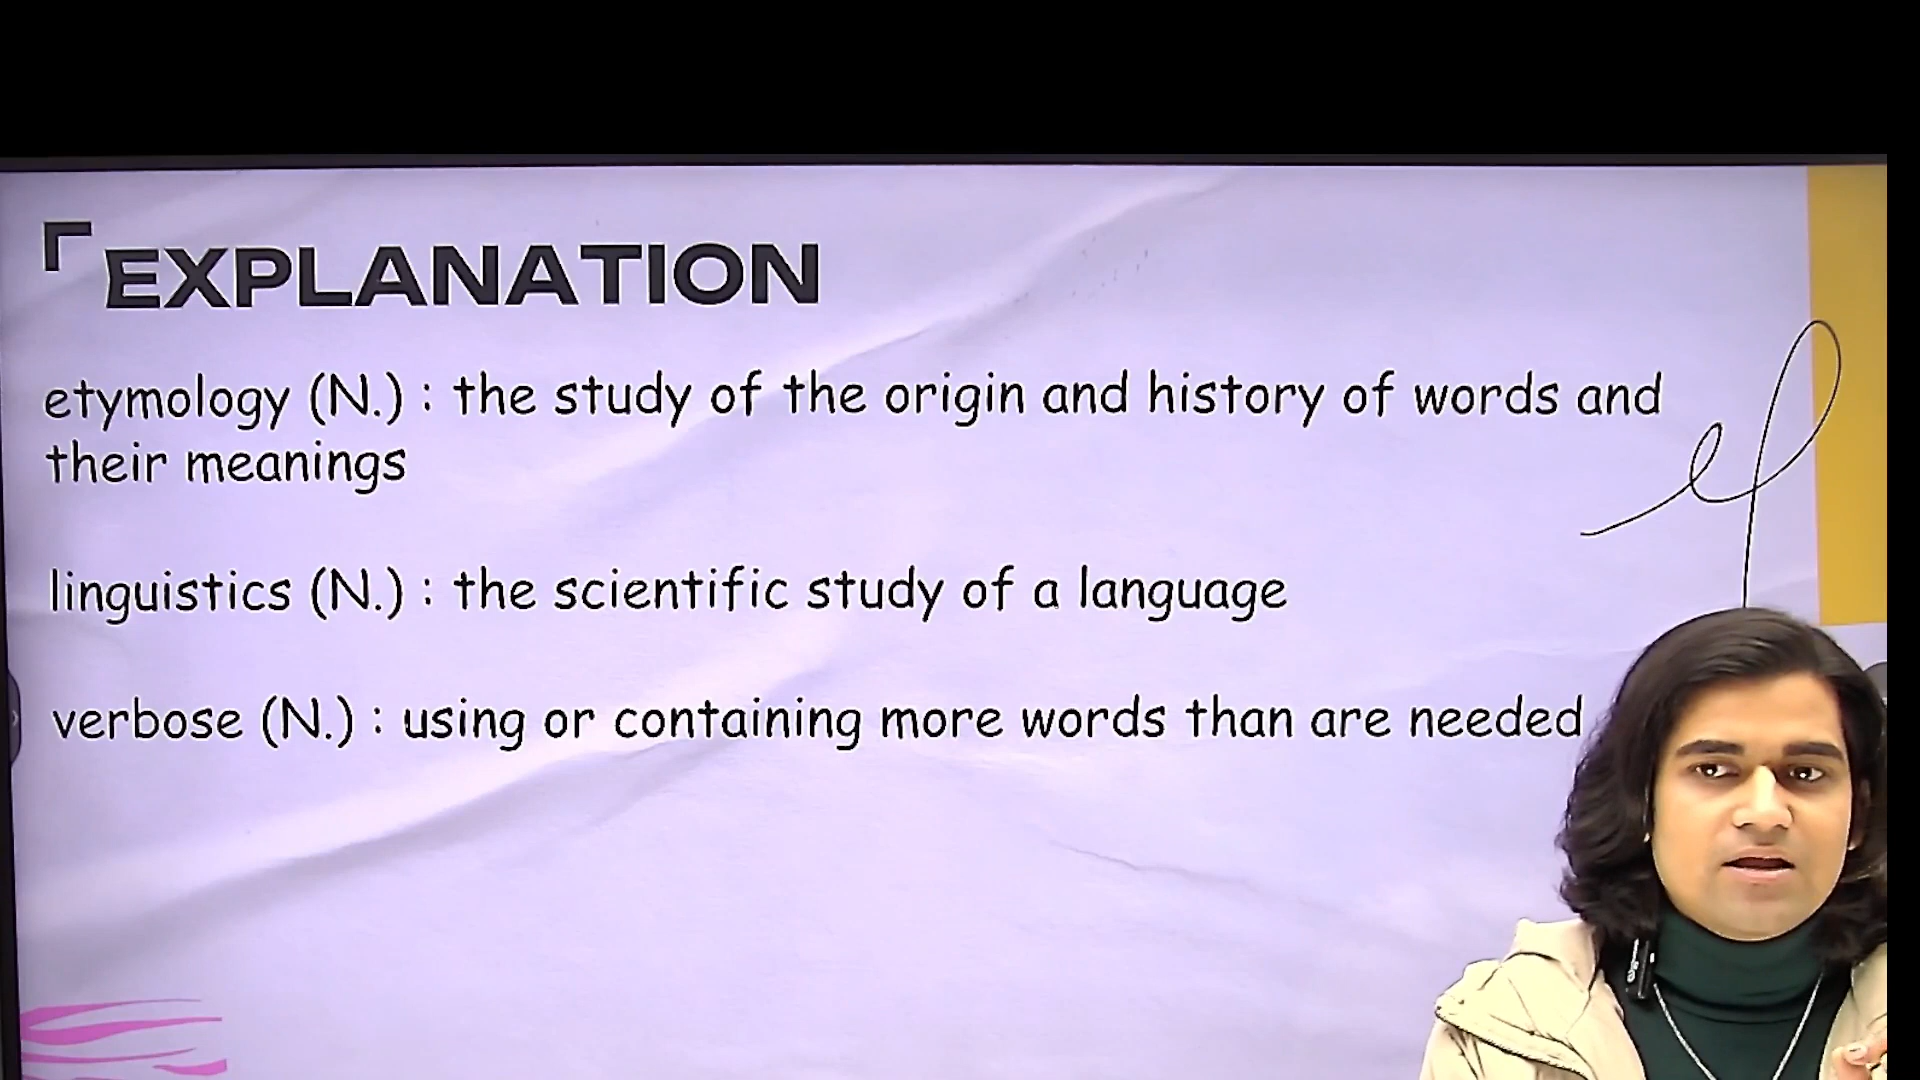 EXPLANATION
etymology (N.) : the study of the origin and history of words and
their meanings
linguistics (N.) : the scientific study of a language
verbose (N.) : using or containing more words than are needed